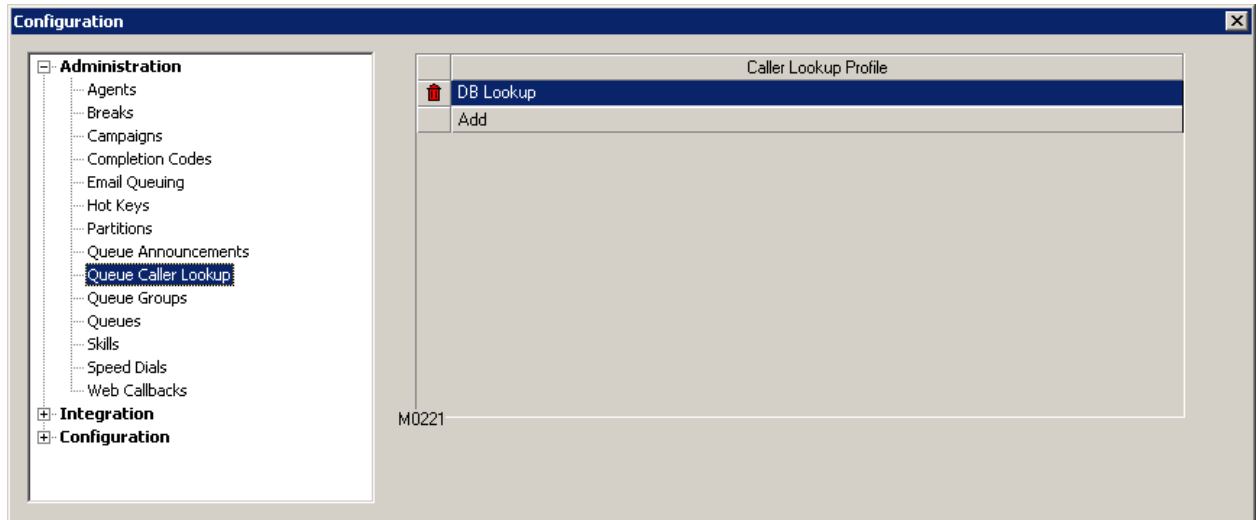 Configuration
Administration
Agents
Breaks
Campaigns
Completion Codes
Email Queuing
Hot Keys
Partitions
Queue Announcements
Queue Caller Lookup
Queue Groups
Queues
Skills
Speed Dials
Web Callbacks
Integration
Configuration
Caller Lookup Profile
DB Lookup
Add
M0221